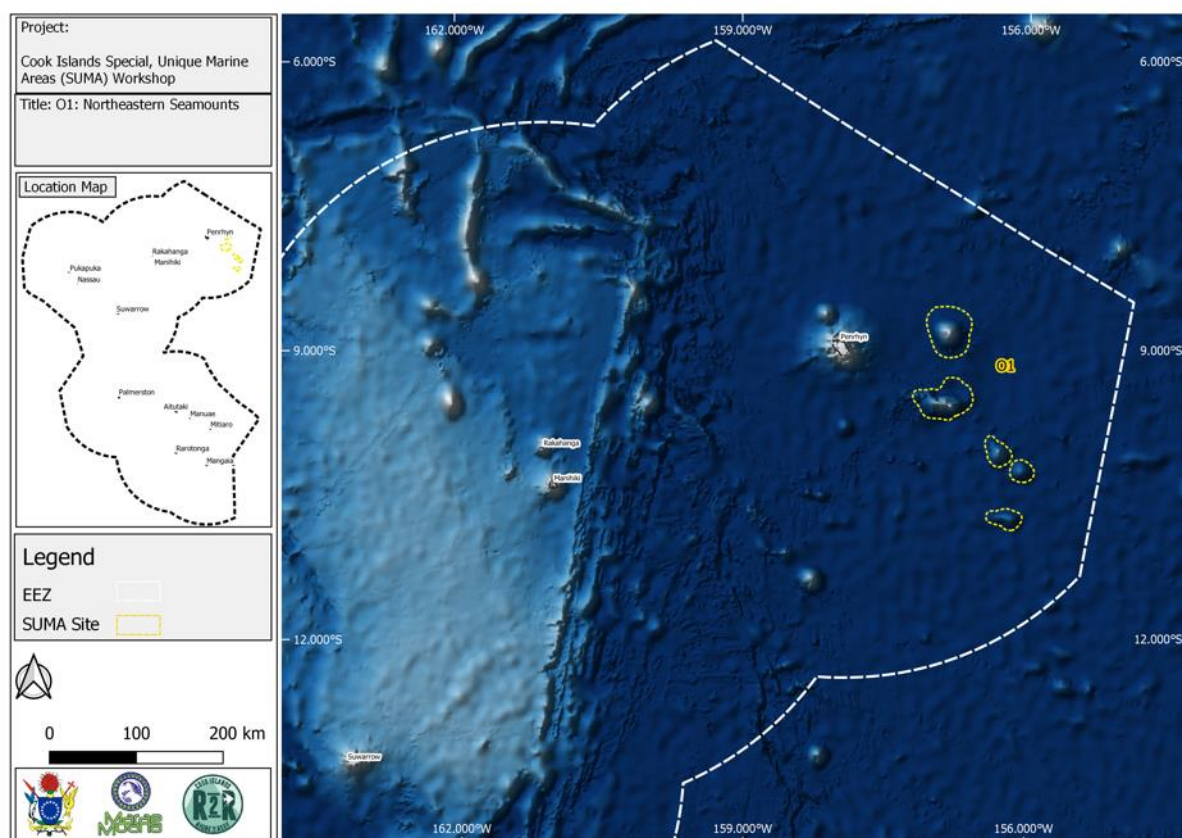 Project:
Cook Islands Special, Unique Marine
Areas (SUMA) Workshop
Title: O1: Northeastern Seamounts
Location Map
Penrhyn
Rakahanga
Manihiki
Pukapuka
Nassau
Suwarrow
Palmerston
Aitutaki
Manuae
Mitiaro
Rarotonga
Mangaia
Legend
EEZ
SUMA Site
0 100 200 km
R2R
162.000°W 159.000°W 156.000°W
6.000°S 6.000°S
Penrhyn
9.000°S 9.000°S
O1
Rakahanga
Manihiki
12.000°S 12.000°S
Suwarrow
162.000°W 159.000°W 156.000°W